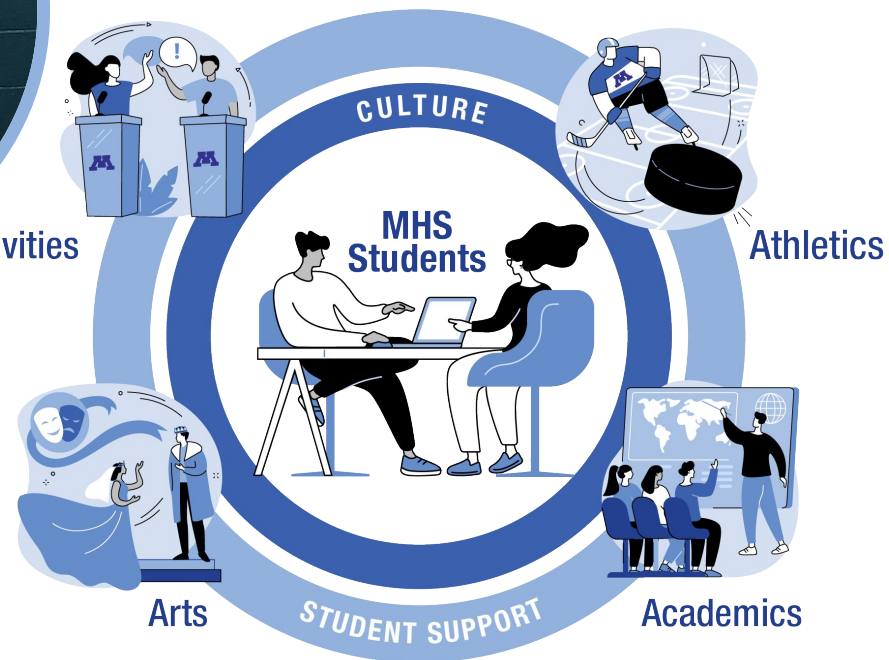 !
CULTURE
M
M
M
MHS
Students
vities
Athletics
Arts
STUDENT SUPPORT
Academics